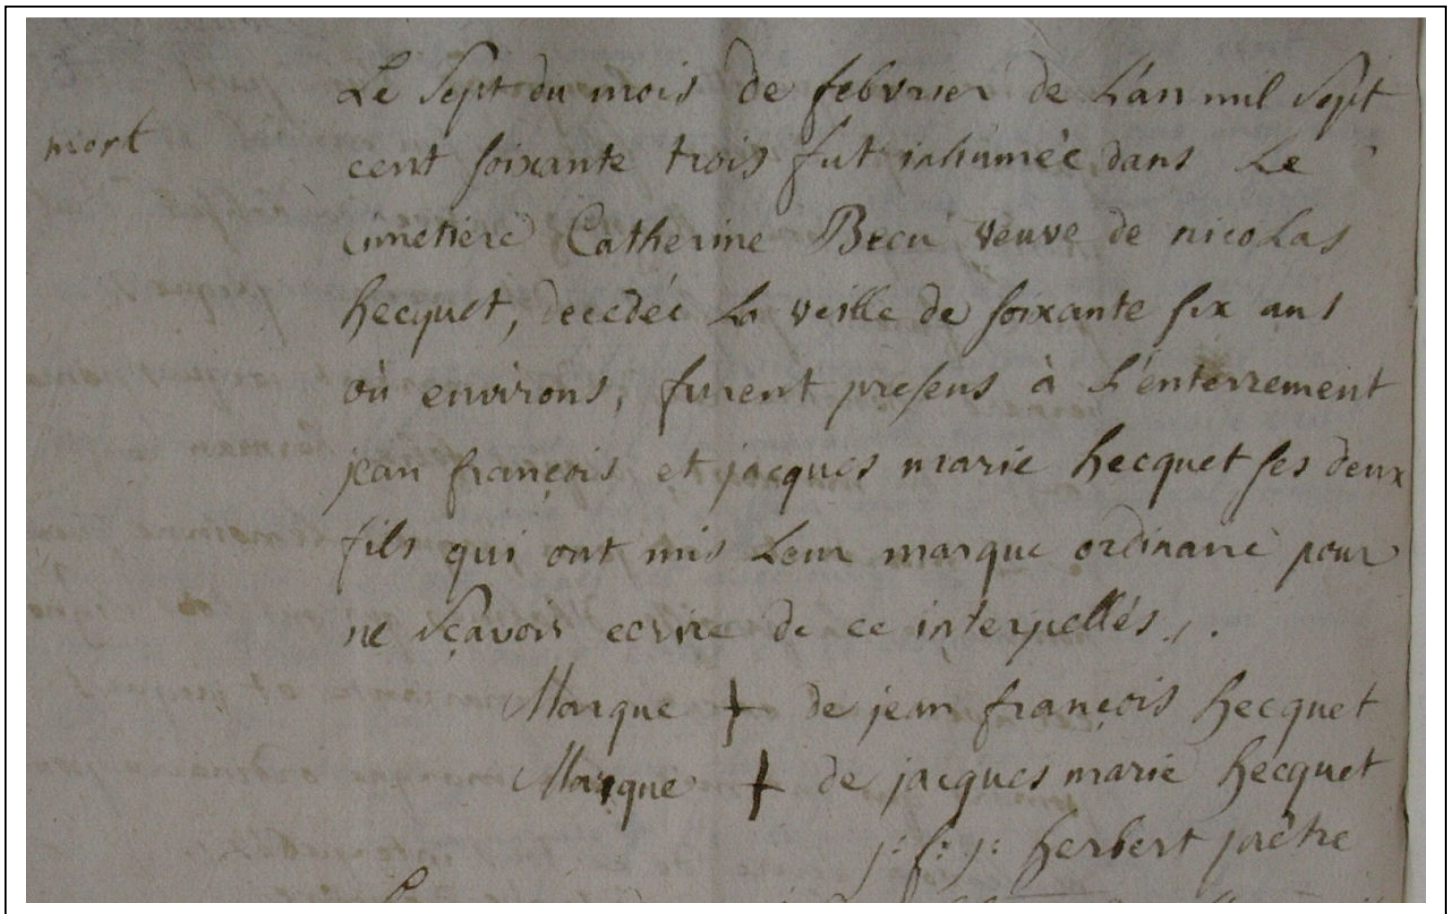 Le Sept du mois de febvrier de L'an mil Sept
mort
cent soixante trois fut inhumée dans Le
cimetiere Catherine Becu veuve de nicolas
hecquet, decedée La veille de soixante six ans
où environs, furent presens à L'enterrement
jean françois et jacques marie hecquet ses deux
fils qui ont mis Leur marque ordinaire pour
ne Sçavoir ecrire de ce interpellés
Marque + de jean françois hecquet
Marque + de jacques marie hecquet
herbert prêtre